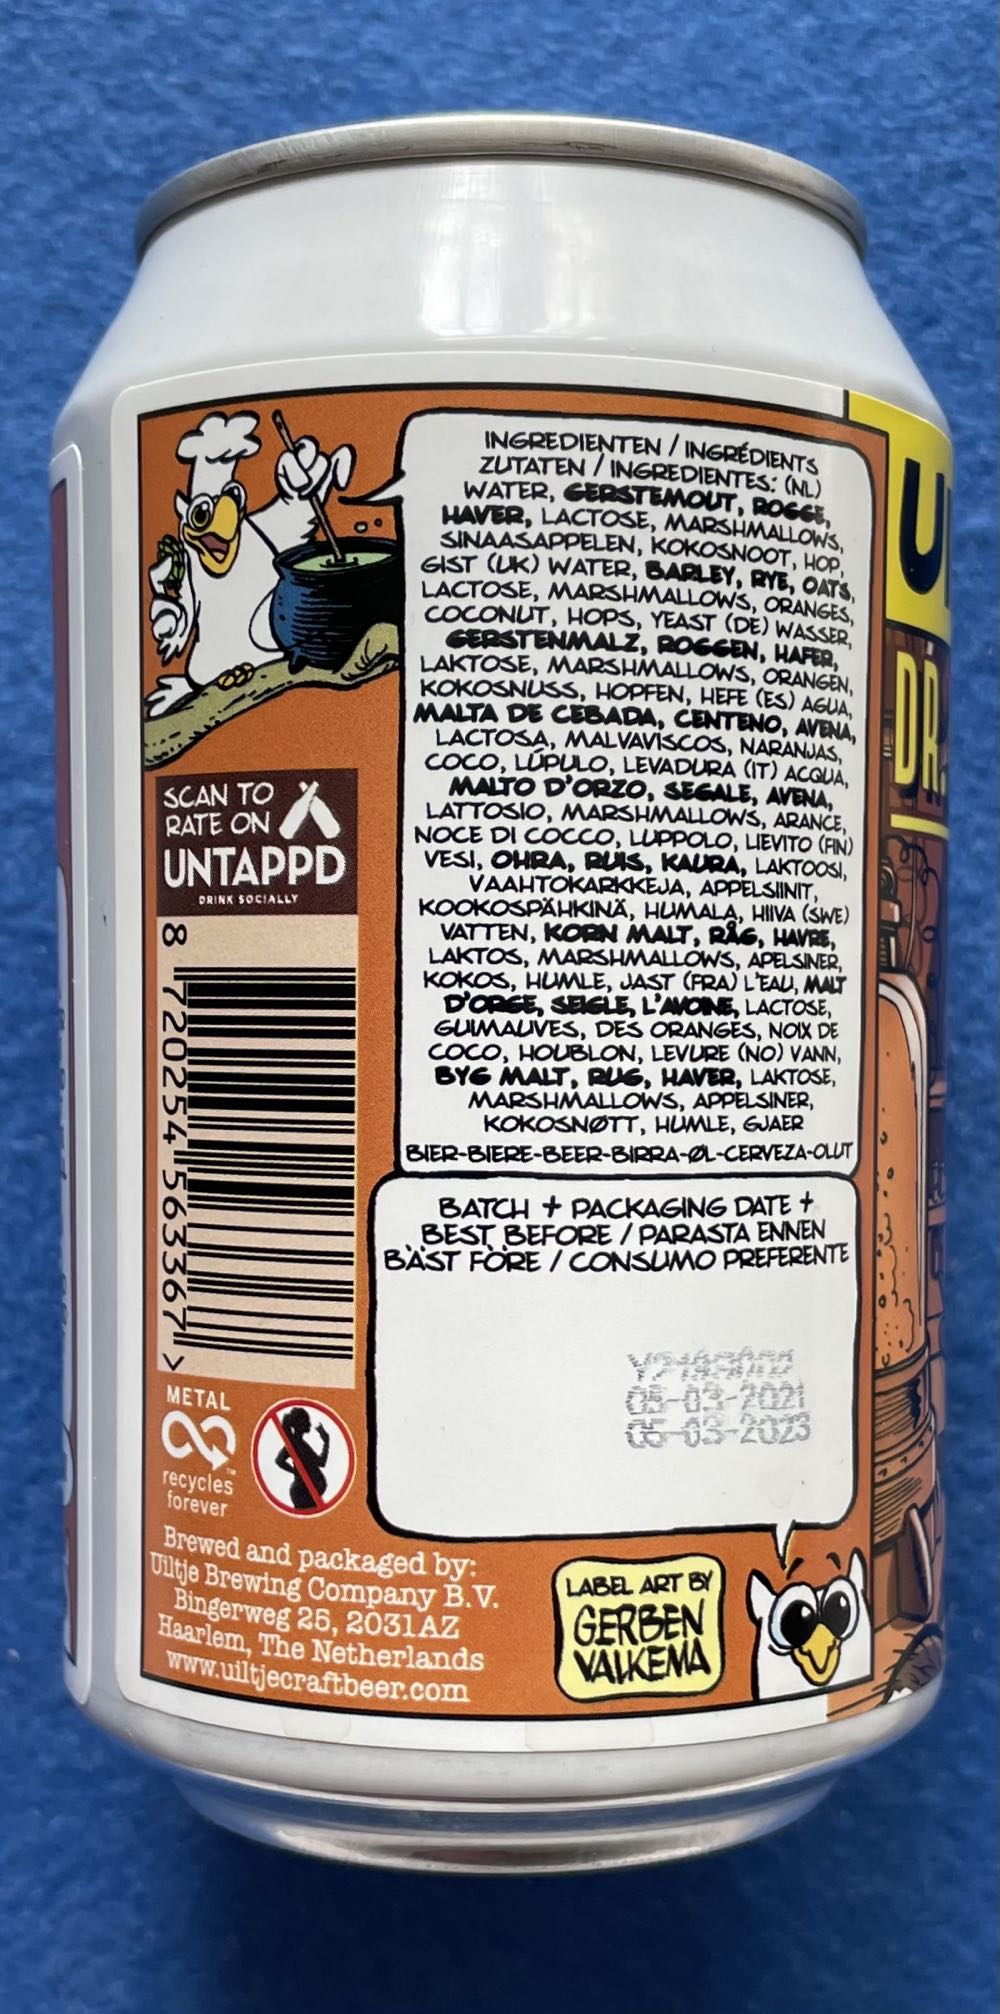 INGREDIENTEN / INGRÉDIENTS
ZUTATEN / INGREDIENTES: (NL)
WATER, GERSTEMOUT, ROGGE,
HAVER, LACTOSE, MARSHMALLOWS,
SINAASAPPELEN, KOKOSNOOT, HOP,
GIST (UK) WATER, BARLEY, RYE, OATS,
LACTOSE, MARSHMALLOWS, ORANGES,
COCONUT, HOPS, YEAST (DE) WASSER,
GERSTENMALZ, ROGGEN, HAFER,
LAKTOSE, MARSHMALLOWS, ORANGEN,
KOKOSNUSS, HOPFEN, HEFE (ES) AGUA,
MALTA DE CEBADA, CENTENO, AVENA,
LACTOSA, MALVAVISCOS, NARANJAS,
COCO, LÚPULO, LEVADURA (IT) ACQUA,
MALTO D'ORZO, SEGALE, AVENA,
LATTOSIO, MARSHMALLOWS, ARANCE,
NOCE DI COCCO, LUPPOLO, LIEVITO (FIN)
VESI, OHRA, RUIS, KAURA, LAKTOOSI,
VAAHTOKARKKEJA, APPELSIINIT,
KOOKOSPÄHKINÄ, HUMALA, HIIVA (SWE)
VATTEN, KORN MALT, RÅG, HAVRE,
LAKTOS, MARSHMALLOWS, APELSINER,
KOKOS, HUMLE, JAST (FRA) L'EAU, MALT
D'ORGE, SEIGLE, L'AVOINE, LACTOSE,
GUIMAUVES, DES ORANGES, NOIX DE
COCO, HOUBLON, LEVURE (NO) VANN,
BYG MALT, RUG, HAVER, LAKTOSE,
MARSHMALLOWS, APPELSINER,
KOKOSNØTT, HUMLE, GJAER
BIER-BIERE-BEER-BIRRA-ØL-CERVEZA-OLUT
BATCH + PACKAGING DATE +
BEST BEFORE / PARASTA ENNEN
BÄST FÖRE / CONSUMO PREFERENTE
05-03-2021
05-03-2023
SCAN TO
RATE ON
UNTAPPD
DRINK SOCIALLY
8 720254 563367 >
METAL
recycles
forever
Brewed and packaged by:
Uiltje Brewing Company B.V.
Bingerweg 25, 2031AZ
Haarlem, The Netherlands
www.uiltjecraftbeer.com
LABEL ART BY
GERBEN
VALKEMA
U
DR.